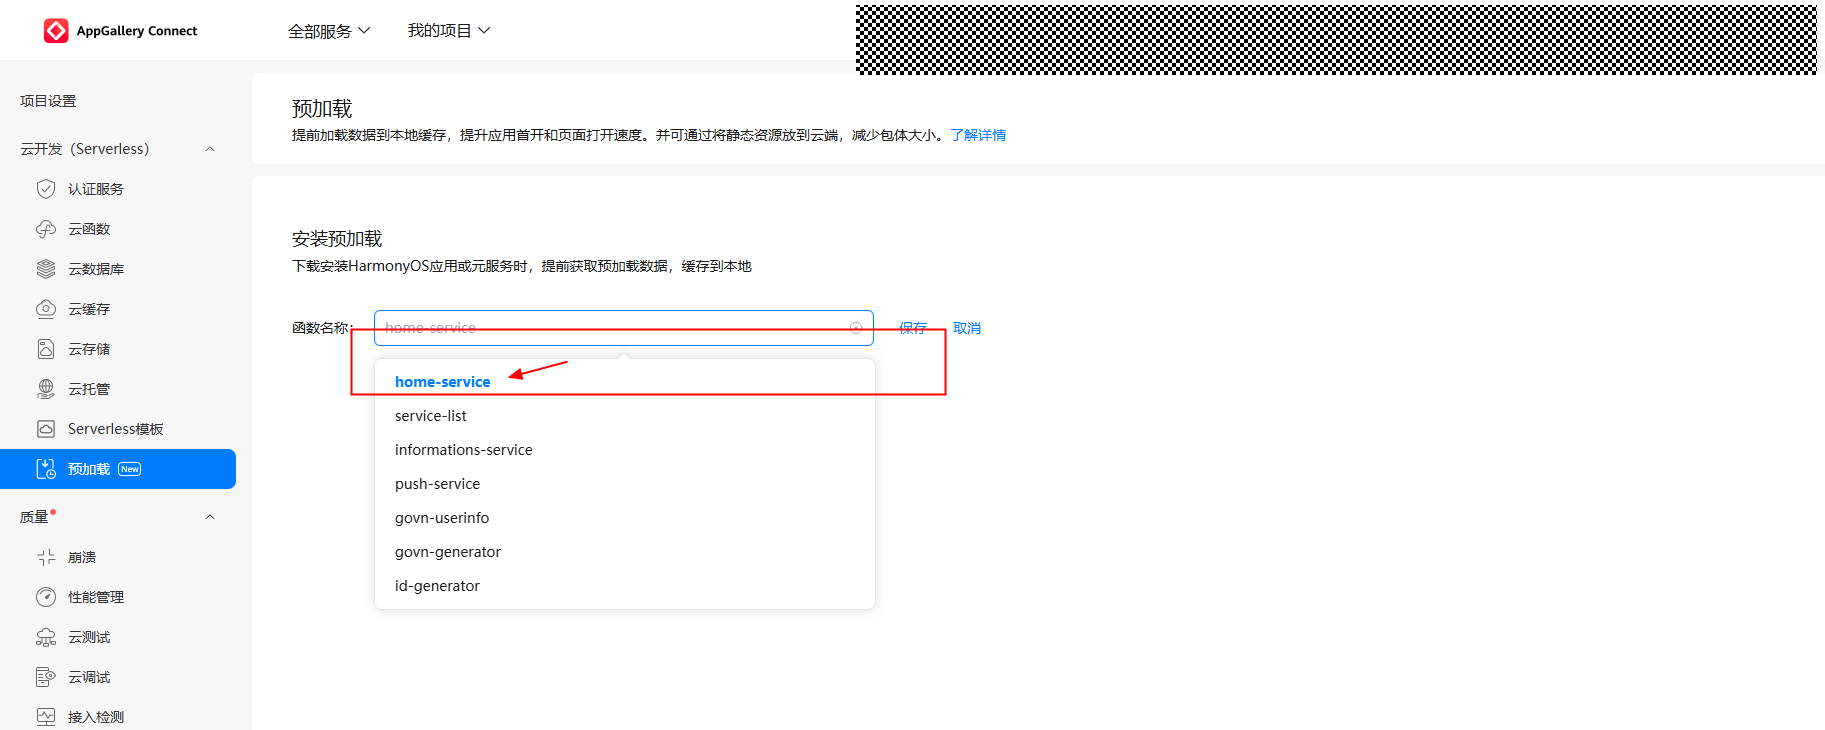 AppGallery Connect
全部服务
我的项目
项目设置
云开发（Serverless）
认证服务
云函数
云数据库
云缓存
云存储
云托管
Serverless模板
预加载 New
质量
崩溃
性能管理
云测试
云调试
接入检测
预加载
提前加载数据到本地缓存，提升应用首开和页面打开速度。并可通过将静态资源放到云端，减少包体大小。了解详情
安装预加载
下载安装HarmonyOS应用或元服务时，提前获取预加载数据，缓存到本地
函数名称： home-service 保存 取消
home-service
service-list
informations-service
push-service
govn-userinfo
govn-generator
id-generator